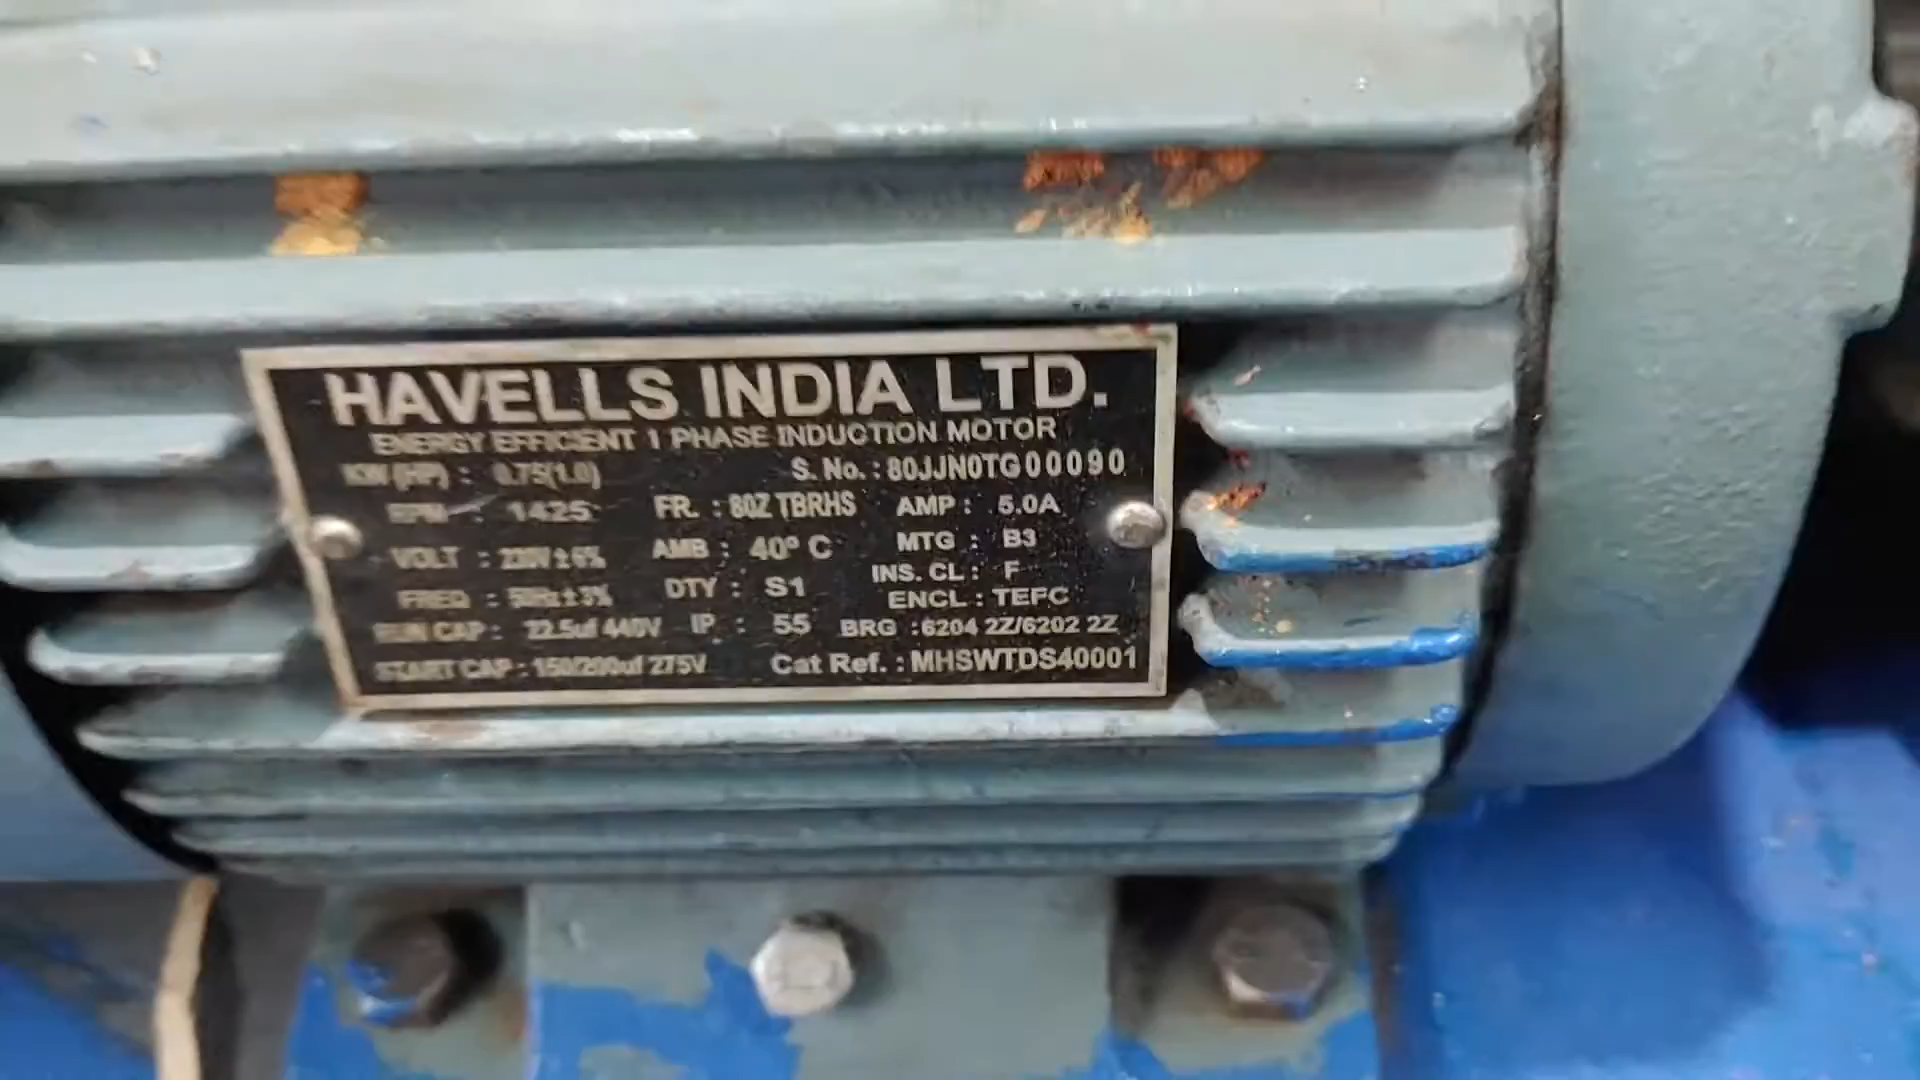 HAVELLS INDIA LTD.
ENERGY EFFICIENT 1 PHASE INDUCTION MOTOR
KW (HP) : 0.75(1.0) S. No. : 80JJN0TG00090
RPM : 1425 FR. : 80Z TBRHS AMP : 5.0A
VOLT : 230V ± 6% AMB : 40° C MTG : B3
FREQ : 50Hz ± 3% DTY : S1 INS. CL : F
ENCL : TEFC
RUN CAP : 22.5uf 440V IP : 55 BRG : 6204 2Z/6202 2Z
START CAP : 150/200uf 275V Cat Ref. : MHSWTDS40001